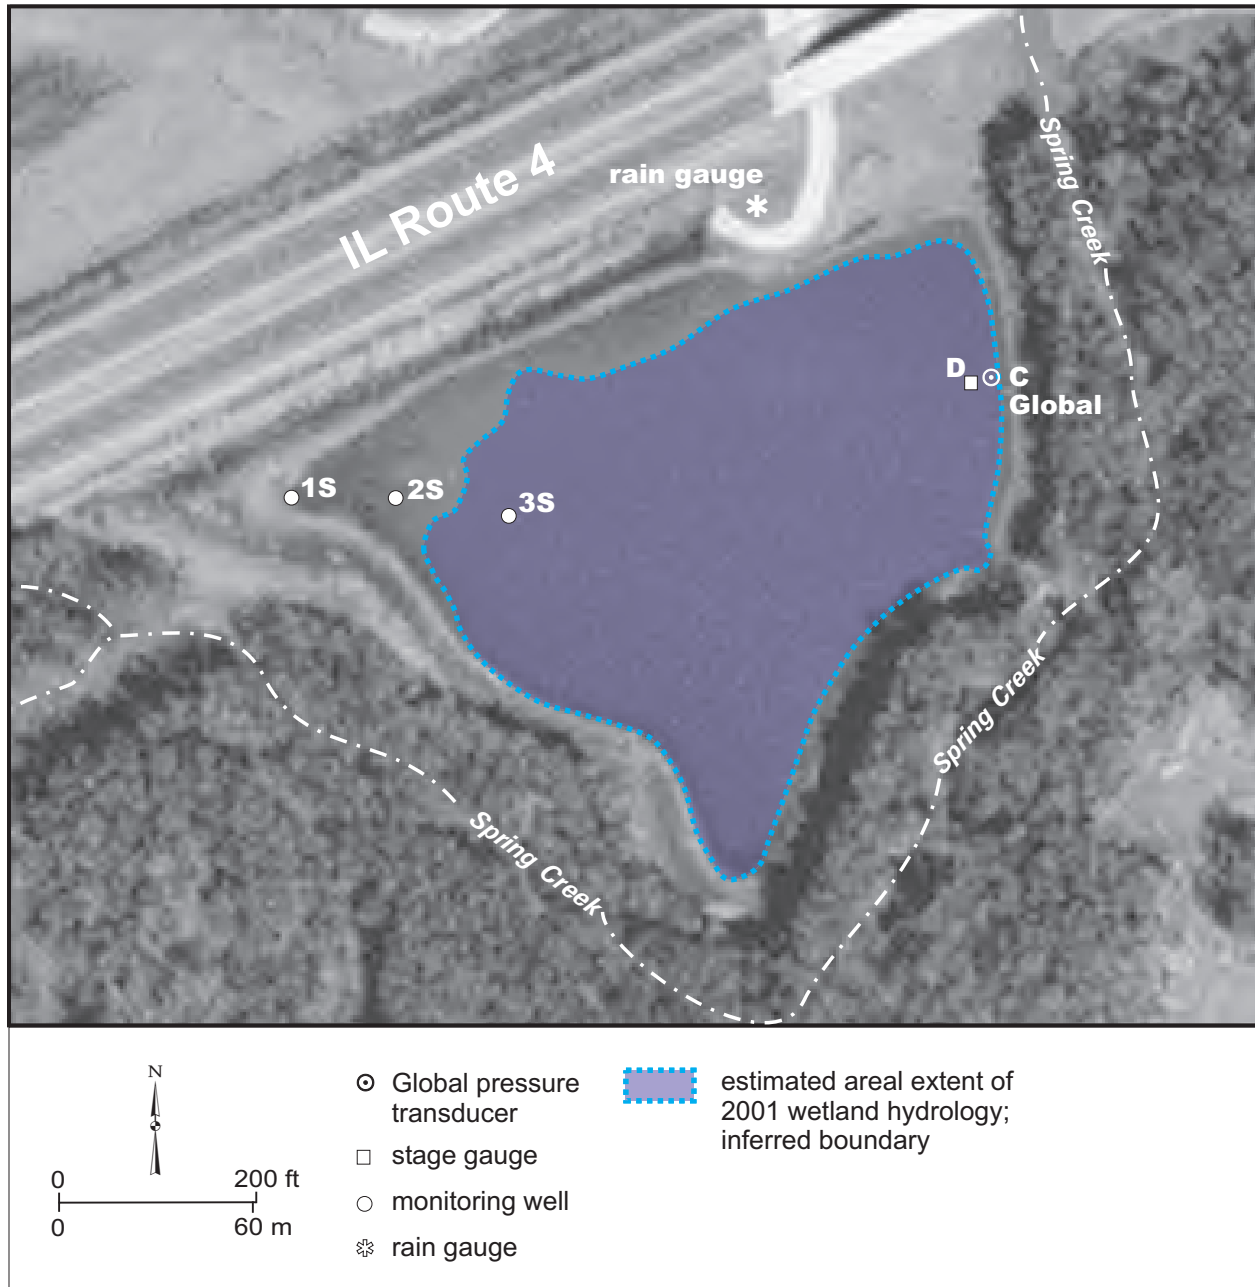 IL Route 4
rain gauge
Spring Creek
D
C
Global
1S
2S
3S
Spring Creek
Spring Creek
N
0 200 ft
0 60 m
Global pressure
transducer
stage gauge
monitoring well
rain gauge
estimated areal extent of
2001 wetland hydrology;
inferred boundary